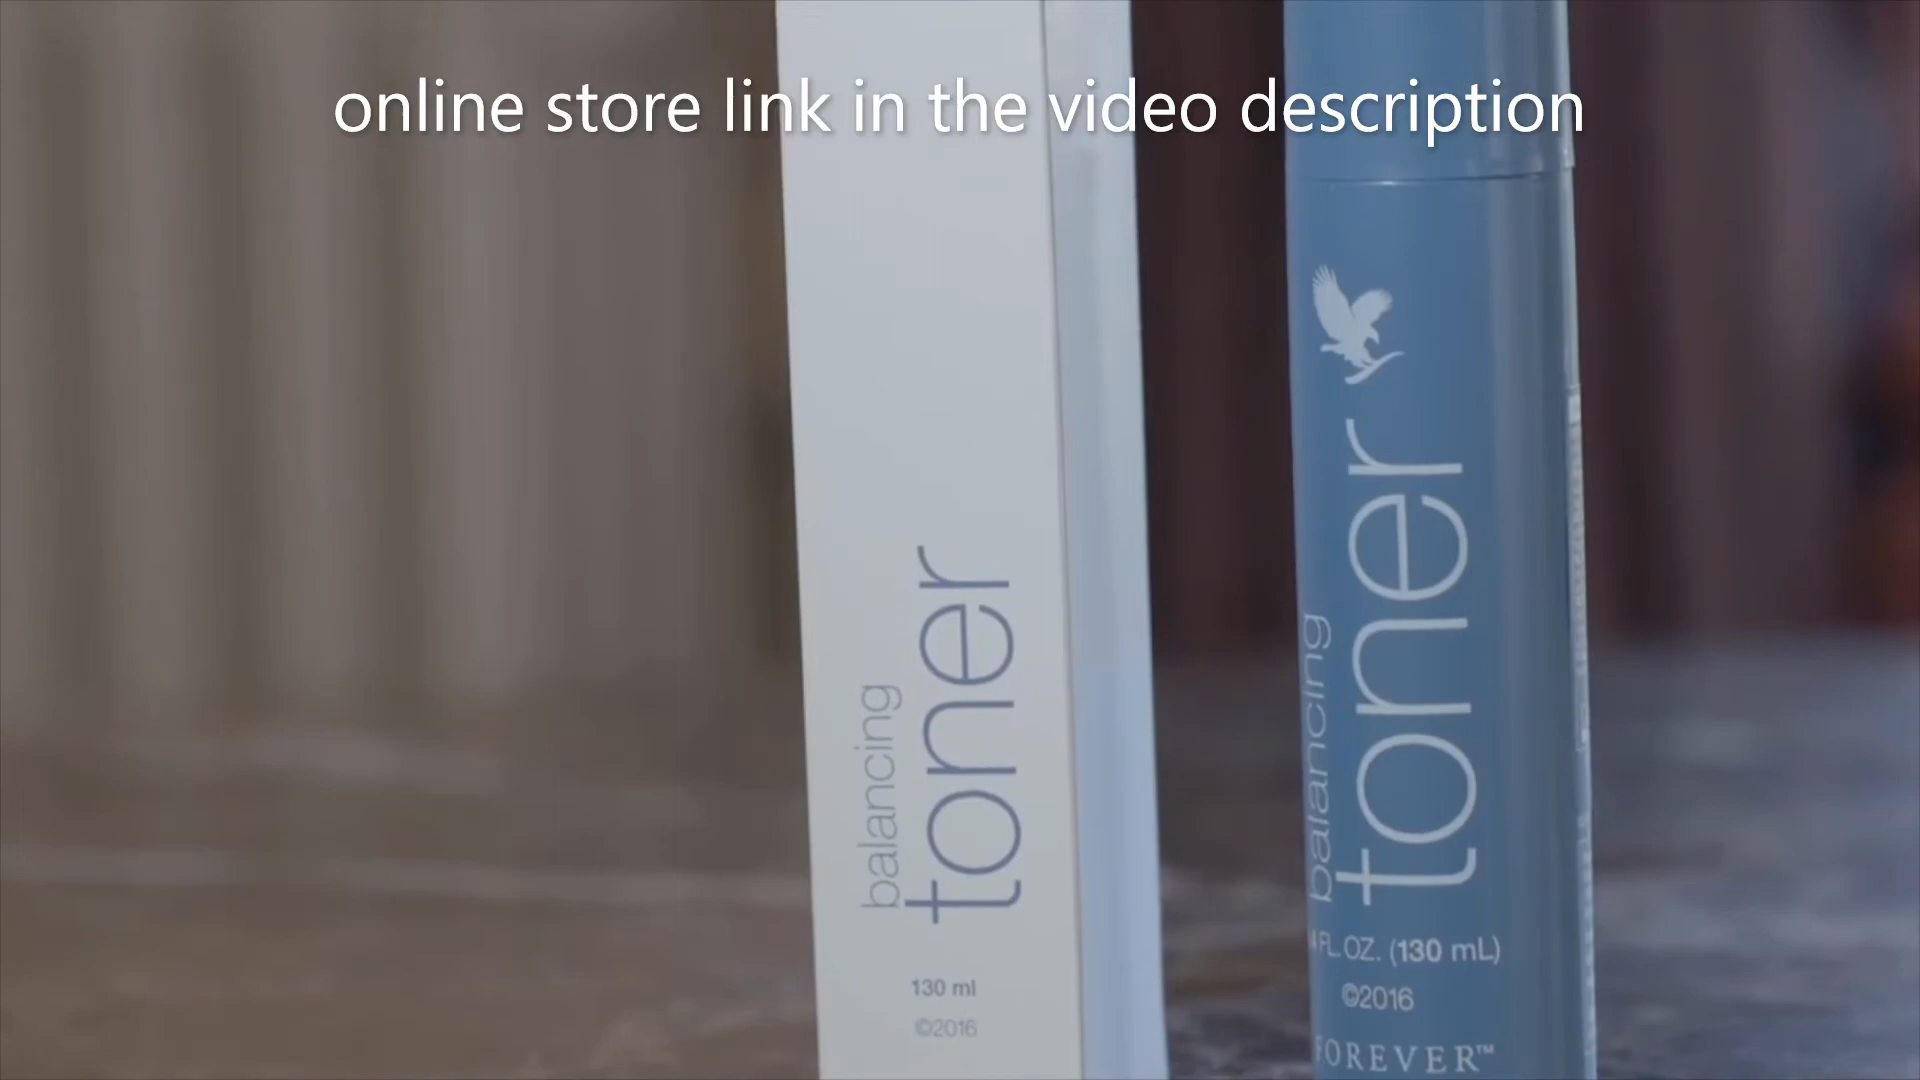 online store link in the video description
balancing
toner
130 ml
©2016
balancing
toner
4 FL. OZ. (130 mL)
©2016
FOREVER™